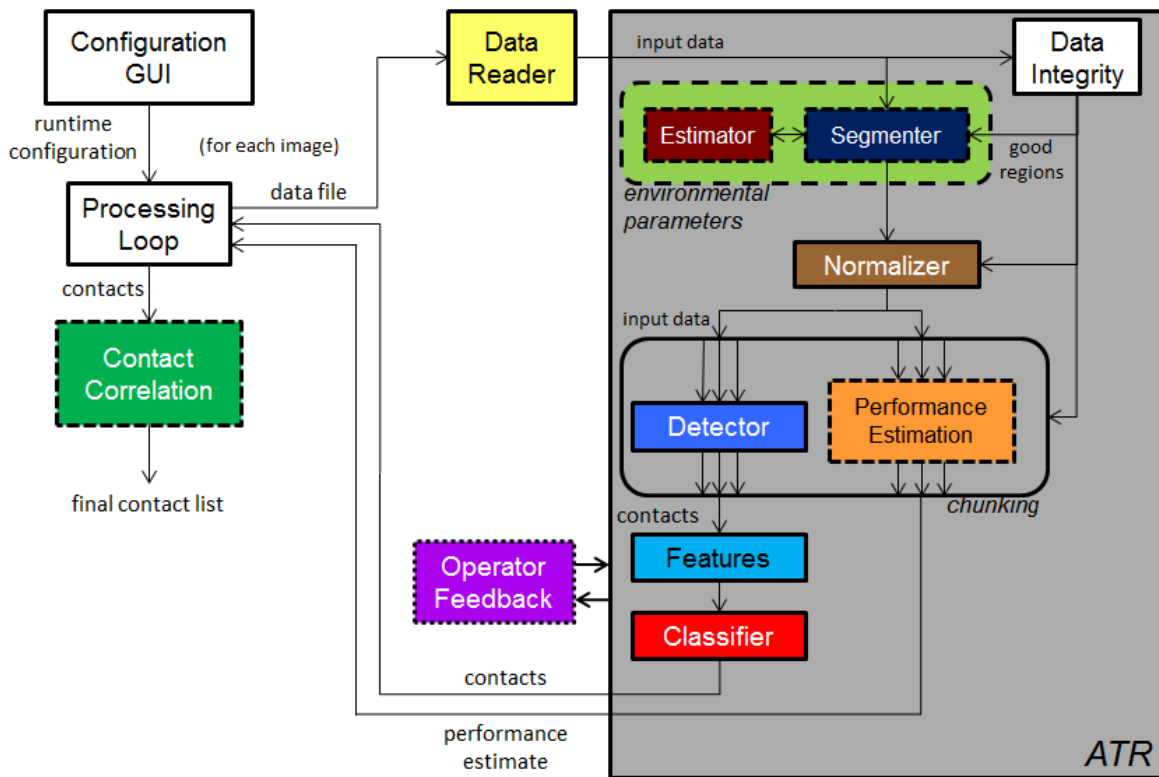 Configuration
GUI
runtime
configuration
(for each image)
data file
Processing
Loop
contacts
Contact
Correlation
final contact list
Data
Reader
input data
Data
Integrity
Estimator
Segmenter
good
regions
environmental
parameters
Normalizer
input data
Detector
Performance
Estimation
chunking
contacts
Features
Operator
Feedback
Classifier
contacts
performance
estimate
ATR